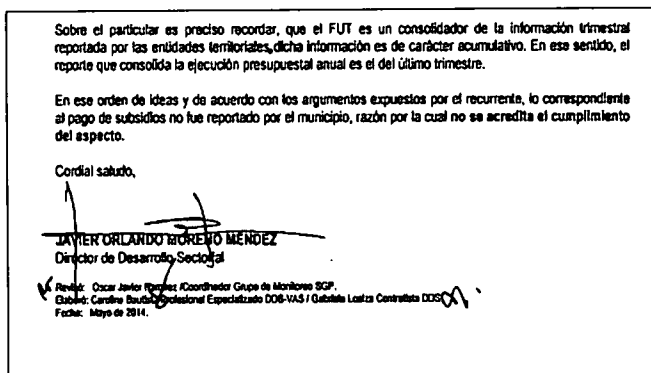 Sobre el particular es preciso recordar, que el FUT es un consolidador de la información trimestral
reportada por las entidades territoriales,dicha información es de carácter acumulativo. En ese sentido, el
reporte que consolida la ejecución presupuestal anual es el del último trimestre.
En ese orden de ideas y de acuerdo con los argumentos expuestos por el recurrente, lo correspondiente
al pago de subsidios no fue reportado por el municipio, razón por la cual no se acredita el cumplimiento
del aspecto.
Cordial saludo,
JAVIER ORLANDO MORENO MÉNDEZ
Director de Desarrollo Sectorial
Revisó: Oscar Javier /Coordinador Grupo de Monitoreo SGP.
Elaboró: Carolina Profesional Especializado DDS-VAS / Gabriela Contratista DDS
Fecha: Mayo de 2014.